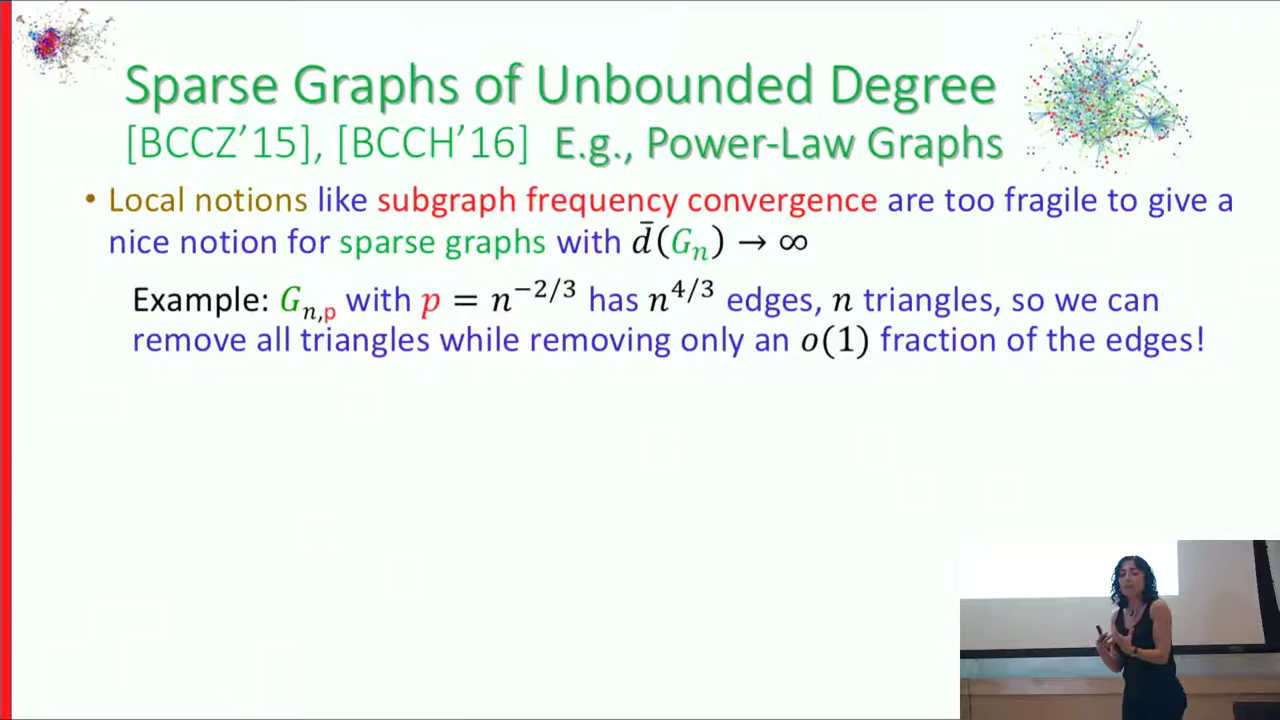 Sparse Graphs of Unbounded Degree
[BCCZ’15], [BCCH’16] E.g., Power-Law Graphs
• Local notions like subgraph frequency convergence are too fragile to give a
nice notion for sparse graphs with d̄(Gₙ) → ∞
Example: Gₙ,ₚ with p = n^{−2/3} has n^{4/3} edges, n triangles, so we can
remove all triangles while removing only an o(1) fraction of the edges!